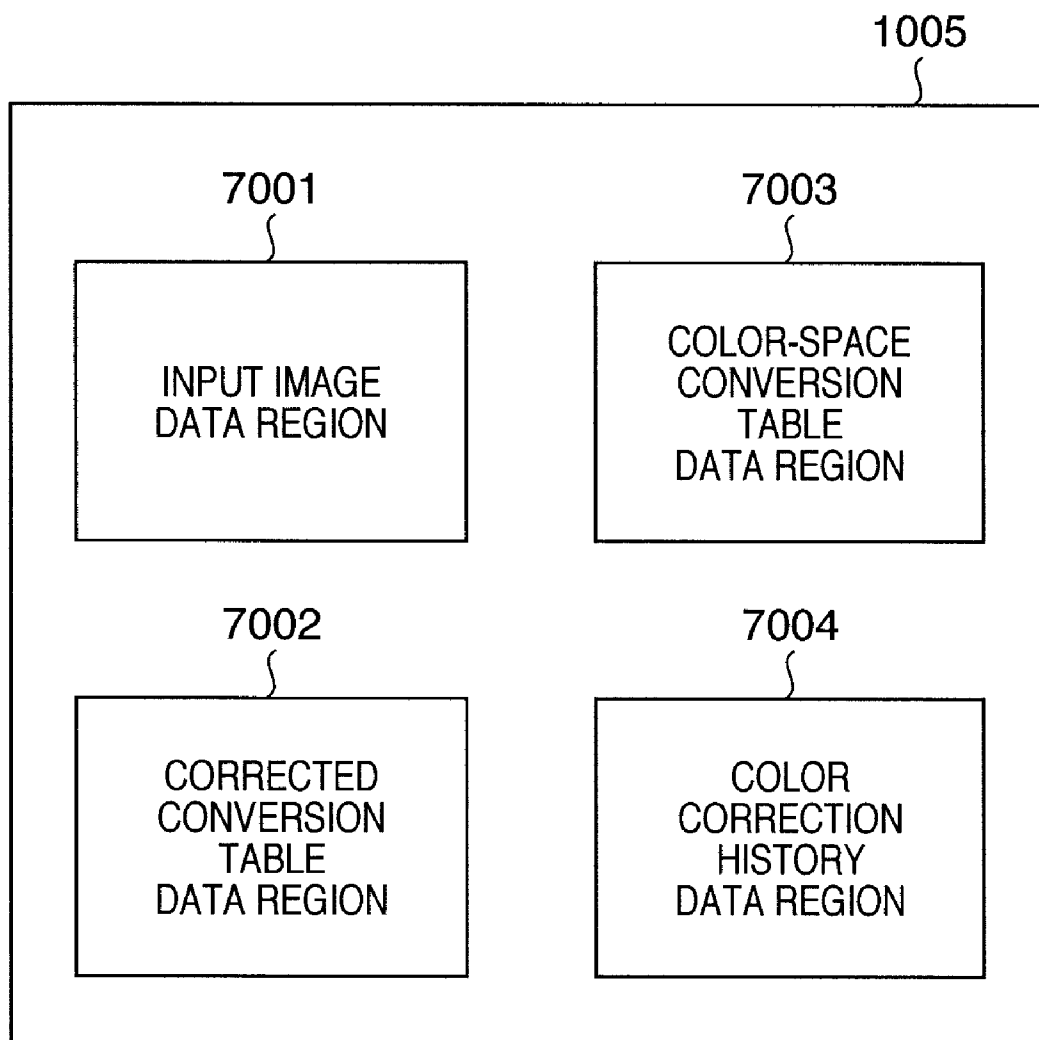 1005
7001
INPUT IMAGE
DATA REGION
7003
COLOR-SPACE
CONVERSION
TABLE
DATA REGION
7002
CORRECTED
CONVERSION
TABLE
DATA REGION
7004
COLOR
CORRECTION
HISTORY
DATA REGION